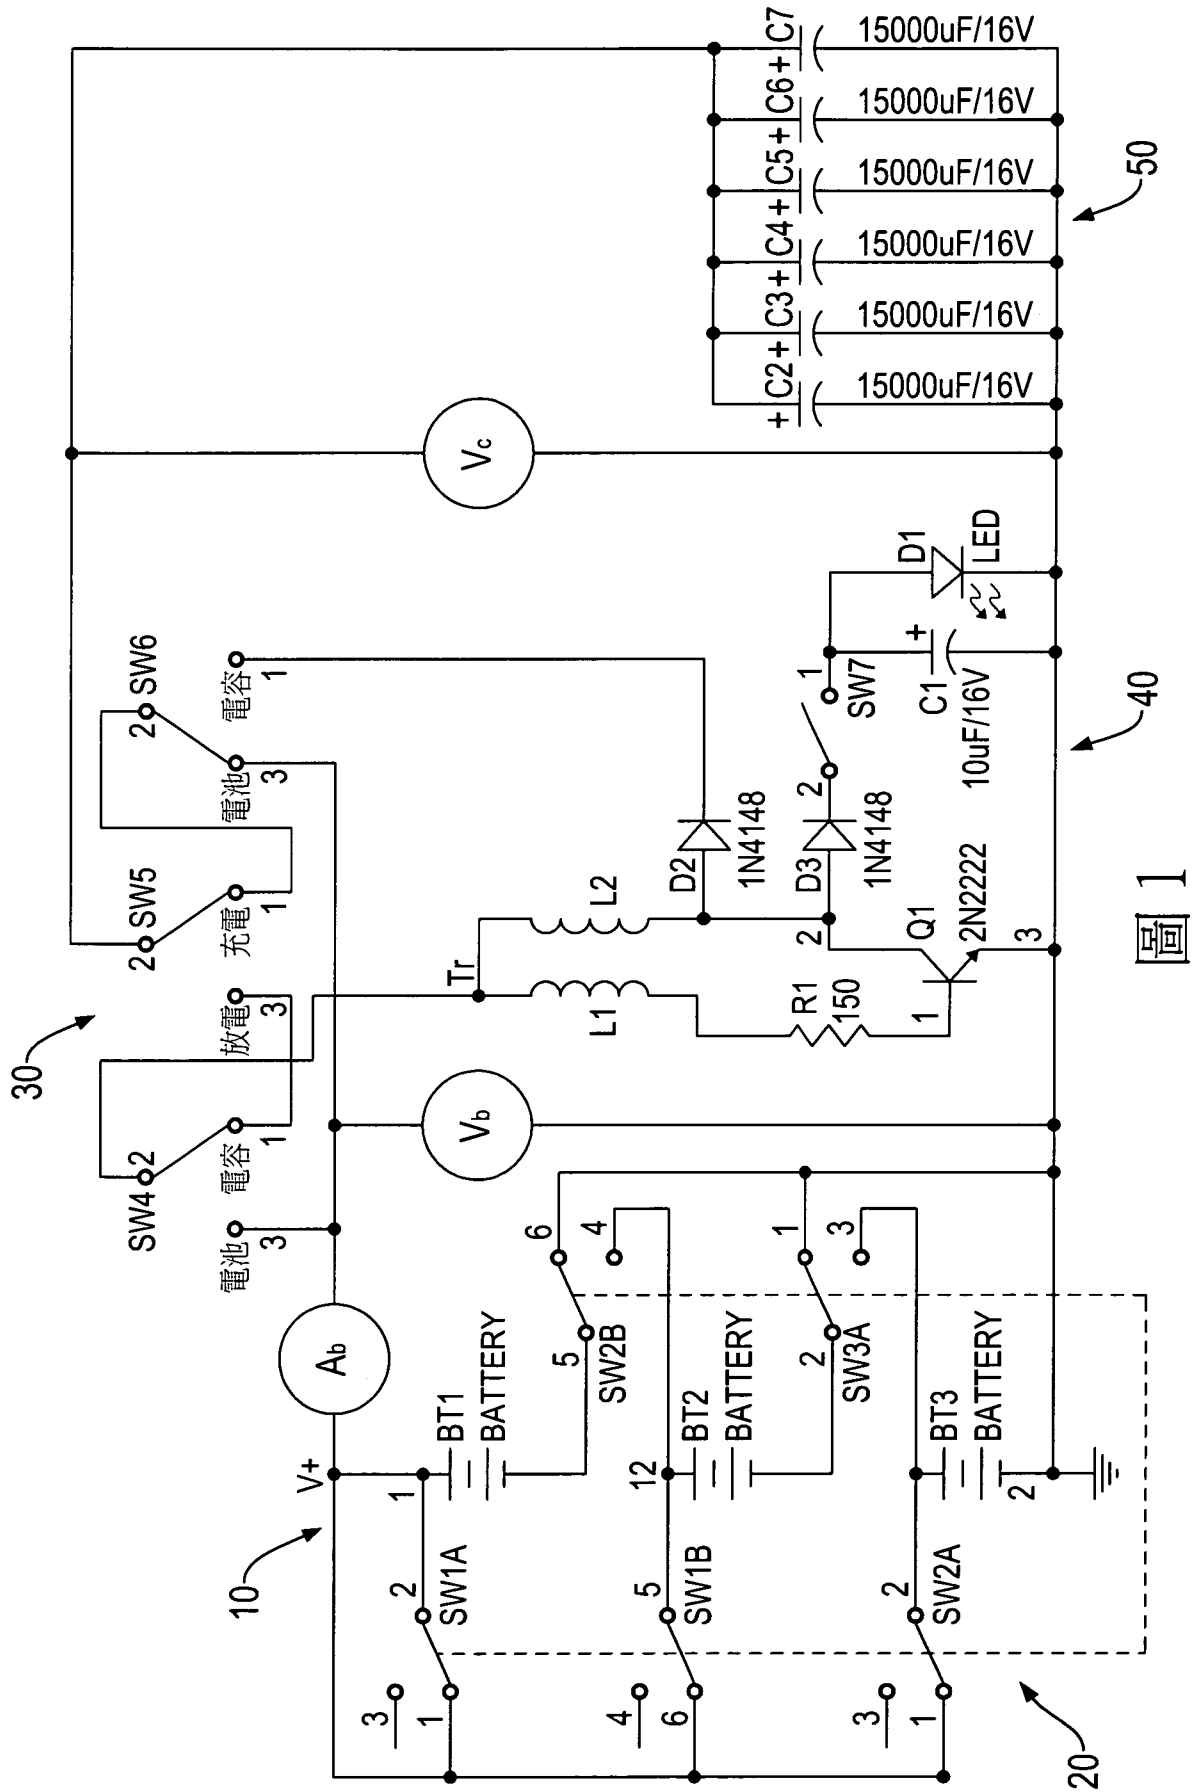 30
SW4
2
電池
3
電容
1
放電
3
SW5
2
充電
1
SW6
2
電池
3
電容
1
10
V+
Ab
Vb
Vc
Tr
L1
L2
R1
150
1
2
Q1
2N2222
3
D2
1N4148
D3
1N4148
2
1
SW7
C1
+
10uF/16V
D1
LED
1
BT1
BATTERY
2
SW1A
3
1
5
SW2B
6
4
12
BT2
BATTERY
5
SW1B
4
6
2
SW3A
1
3
BT3
BATTERY
2
2
SW2A
3
1
20
40
50
+
C2
15000uF/16V
+
C3
15000uF/16V
+
C4
15000uF/16V
+
C5
15000uF/16V
+
C6
15000uF/16V
+
C7
15000uF/16V
圖 1